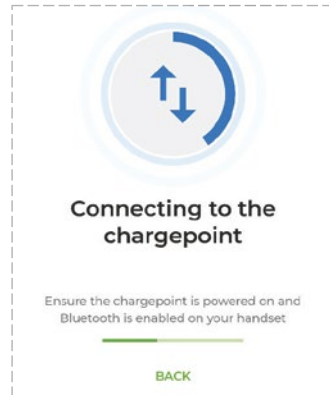 Connecting to the
chargepoint
Ensure the chargepoint is powered on and
Bluetooth is enabled on your handset
BACK